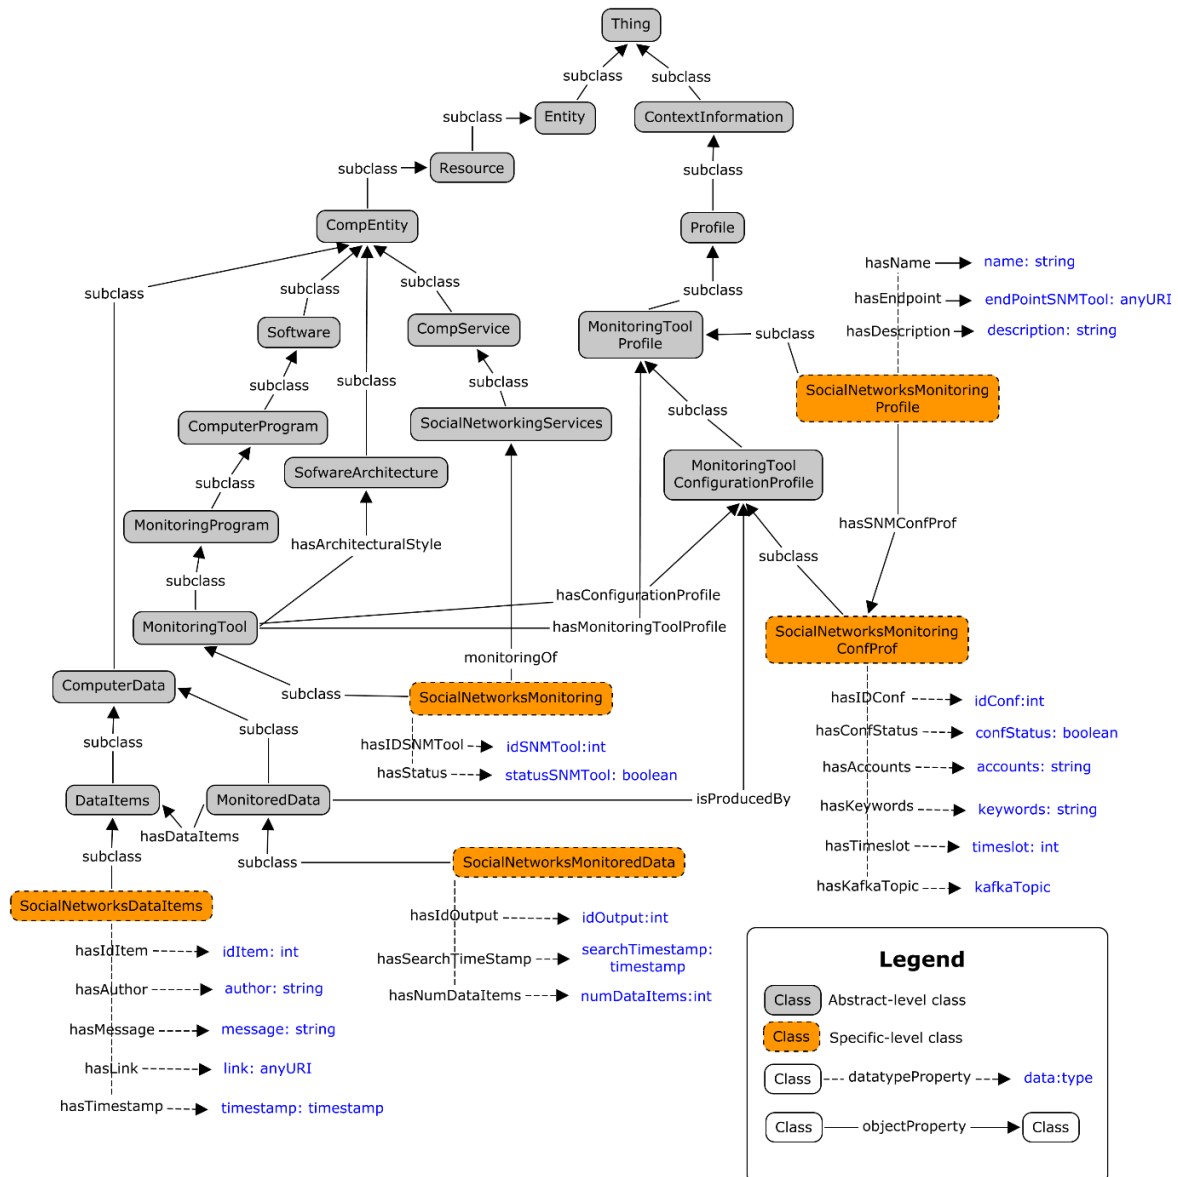 Thing
subclass
subclass
Entity
ContextInformation
subclass
Resource
subclass
subclass
CompEntity
Profile
subclass
subclass
subclass
subclass
subclass
Software
CompService
MonitoringTool
Profile
subclass
hasName
name: string
hasEndpoint
endPointSNMTool: anyURI
hasDescription
description: string
SocialNetworksMonitoring
Profile
subclass
subclass
subclass
subclass
ComputerProgram
SocialNetworkingServices
SofwareArchitecture
MonitoringTool
ConfigurationProfile
subclass
MonitoringProgram
hasArchitecturalStyle
hasSNMConfProf
subclass
subclass
hasConfigurationProfile
MonitoringTool
hasMonitoringToolProfile
SocialNetworksMonitoring
ConfProf
monitoringOf
ComputerData
subclass
SocialNetworksMonitoring
hasIDSNMTool
idSNMTool:int
hasStatus
statusSNMTool: boolean
hasIDConf
idConf:int
hasConfStatus
confStatus: boolean
hasAccounts
accounts: string
hasKeywords
keywords: string
hasTimeslot
timeslot: int
hasKafkaTopic
kafkaTopic
subclass
subclass
DataItems
MonitoredData
isProducedBy
hasDataItems
subclass
subclass
SocialNetworksMonitoredData
SocialNetworksDataItems
hasIdOutput
idOutput:int
hasSearchTimeStamp
searchTimestamp:
timestamp
hasNumDataItems
numDataItems:int
hasIdItem
idItem: int
hasAuthor
author: string
hasMessage
message: string
hasLink
link: anyURI
hasTimestamp
timestamp: timestamp
Legend
Class
Abstract-level class
Class
Specific-level class
Class
datatypeProperty
data:type
Class
objectProperty
Class